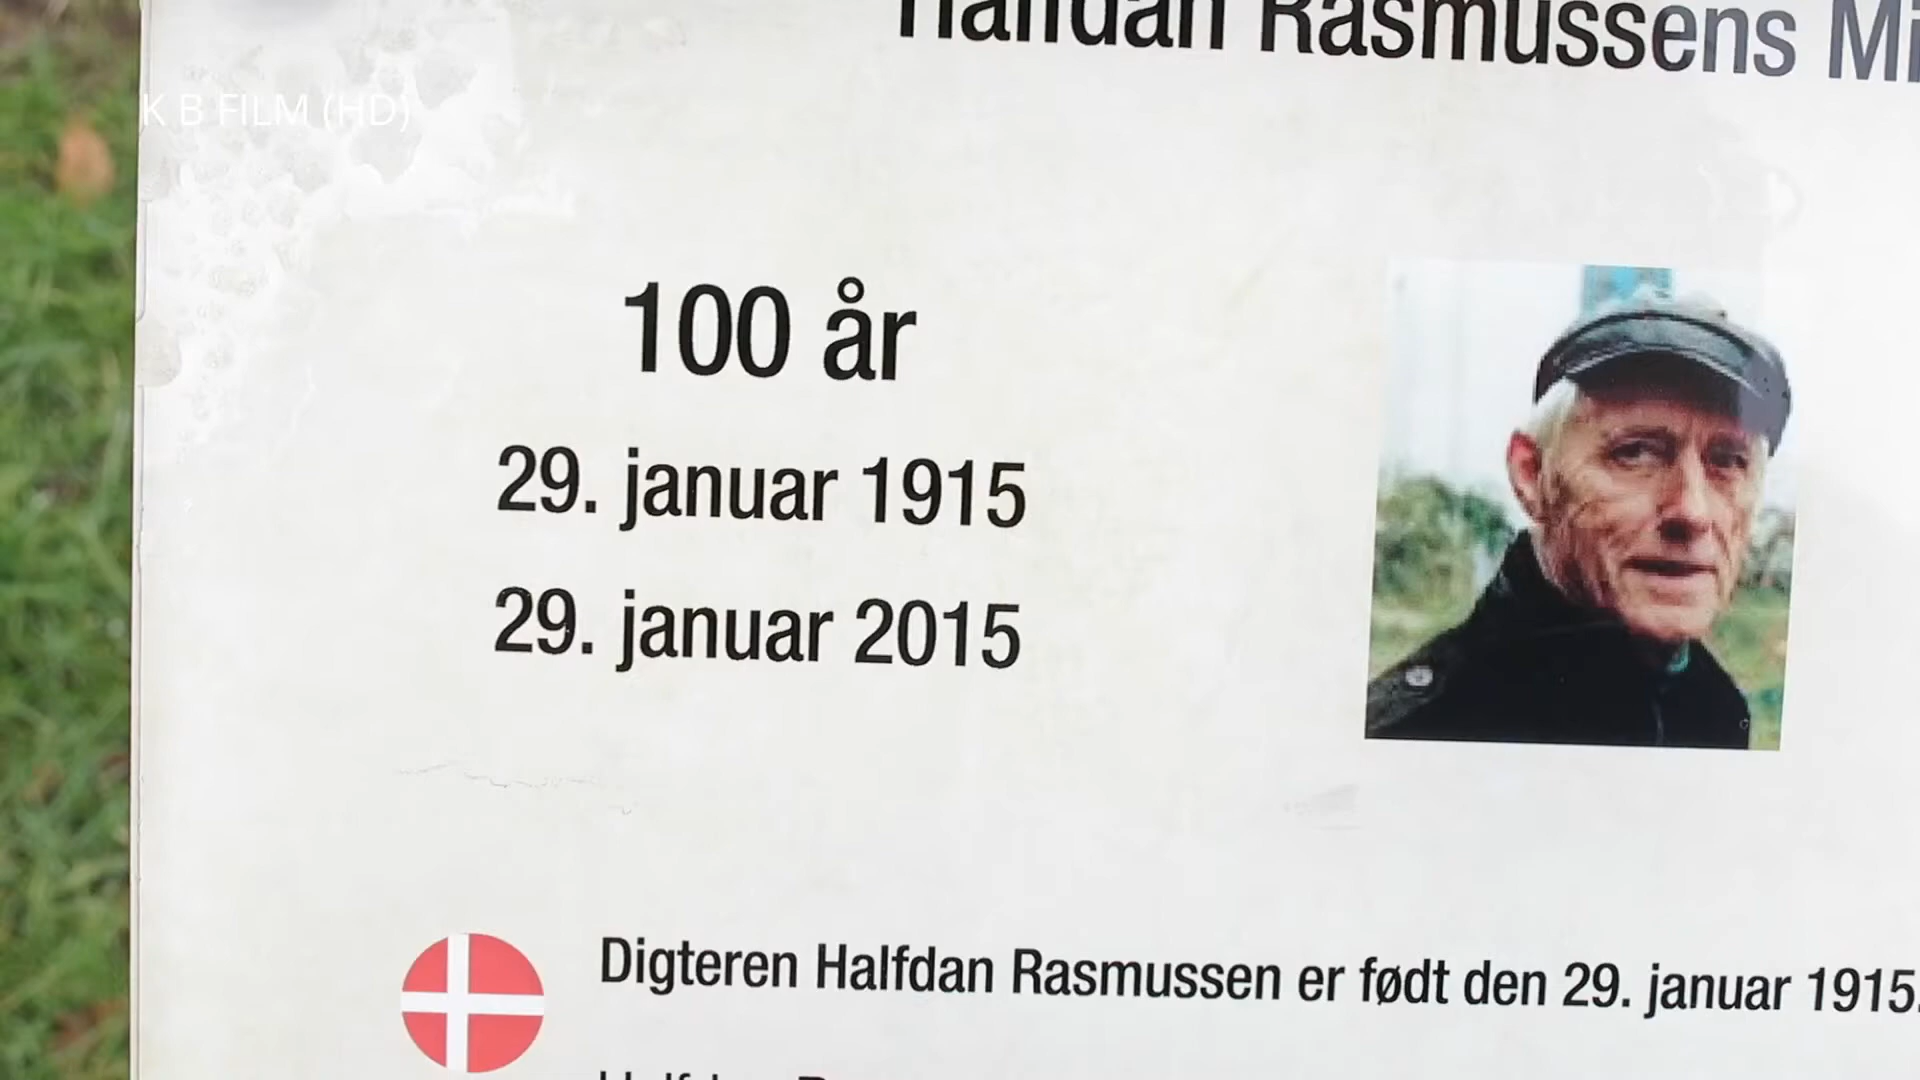 Halfdan Rasmussens
K B FILM (HD)
100 år
29. januar 1915
29. januar 2015
Digteren Halfdan Rasmussen er født den 29. januar 1915.